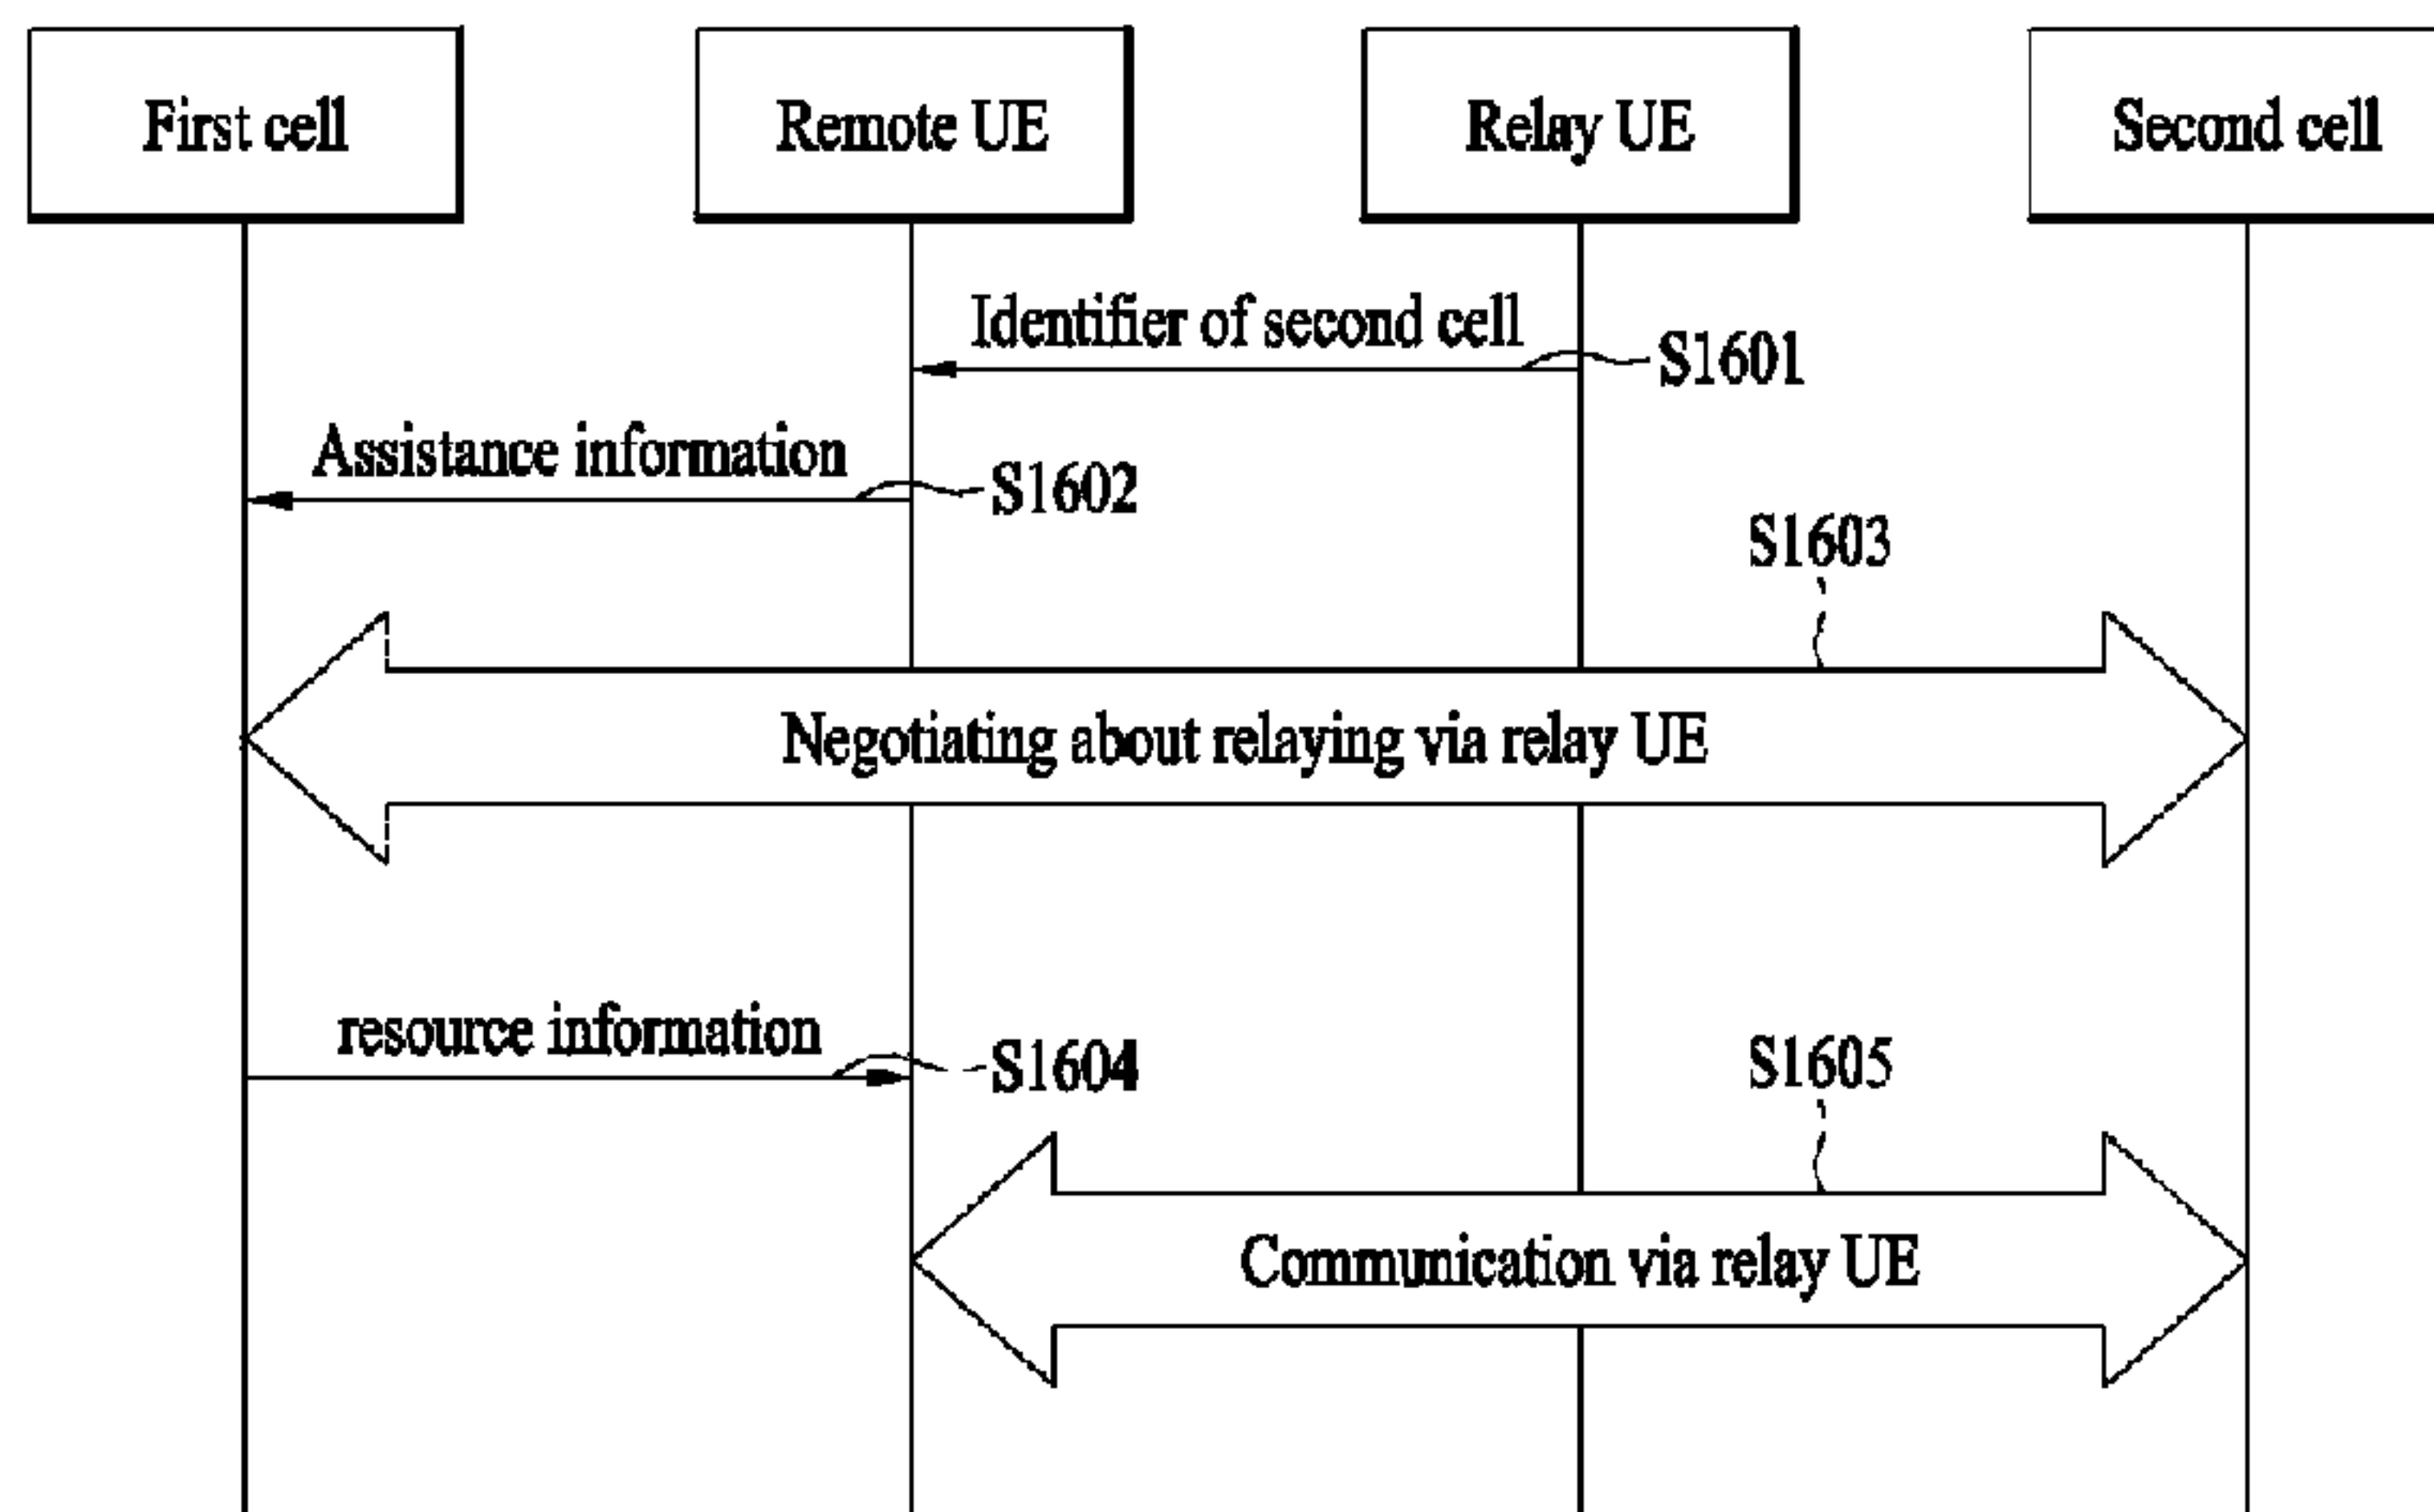 First cell
Remote UE
Relay UE
Second cell
Identifier of second cell
S1601
Assistance information
S1602
S1603
Negotiating about relaying via relay UE
resource information
S1604
S1605
Communication via relay UE